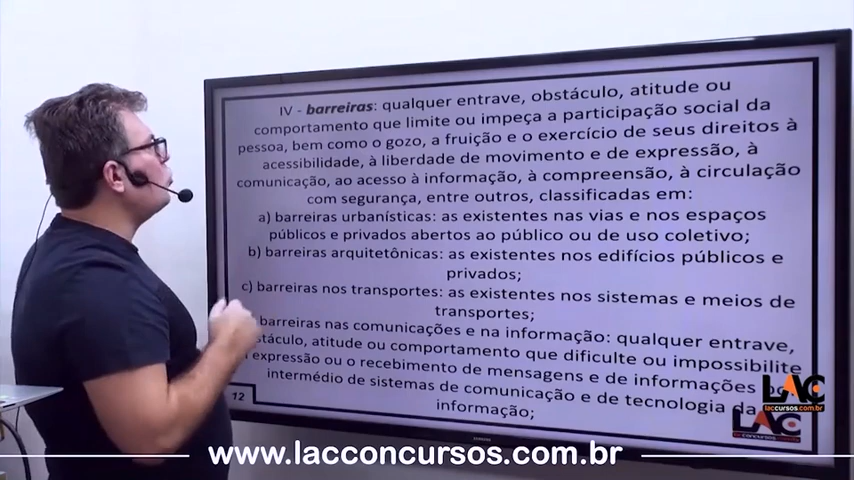 IV - barreiras: qualquer entrave, obstáculo, atitude ou
comportamento que limite ou impeça a participação social da
pessoa, bem como o gozo, a fruição e o exercício de seus direitos à
acessibilidade, à liberdade de movimento e de expressão, à
comunicação, ao acesso à informação, à compreensão, à circulação
com segurança, entre outros, classificadas em:
a) barreiras urbanísticas: as existentes nas vias e nos espaços
públicos e privados abertos ao público ou de uso coletivo;
b) barreiras arquitetônicas: as existentes nos edifícios públicos e
privados;
c) barreiras nos transportes: as existentes nos sistemas e meios de
transportes;
barreiras nas comunicações e na informação: qualquer entrave,
stáculo, atitude ou comportamento que dificulte ou impossibilite
expressão ou o recebimento de mensagens e de informações
intermédio de sistemas de comunicação e de tecnologia da
informação;
12
LAC
lacconcursos.com.br
LAC
www.lacconcursos.com.br